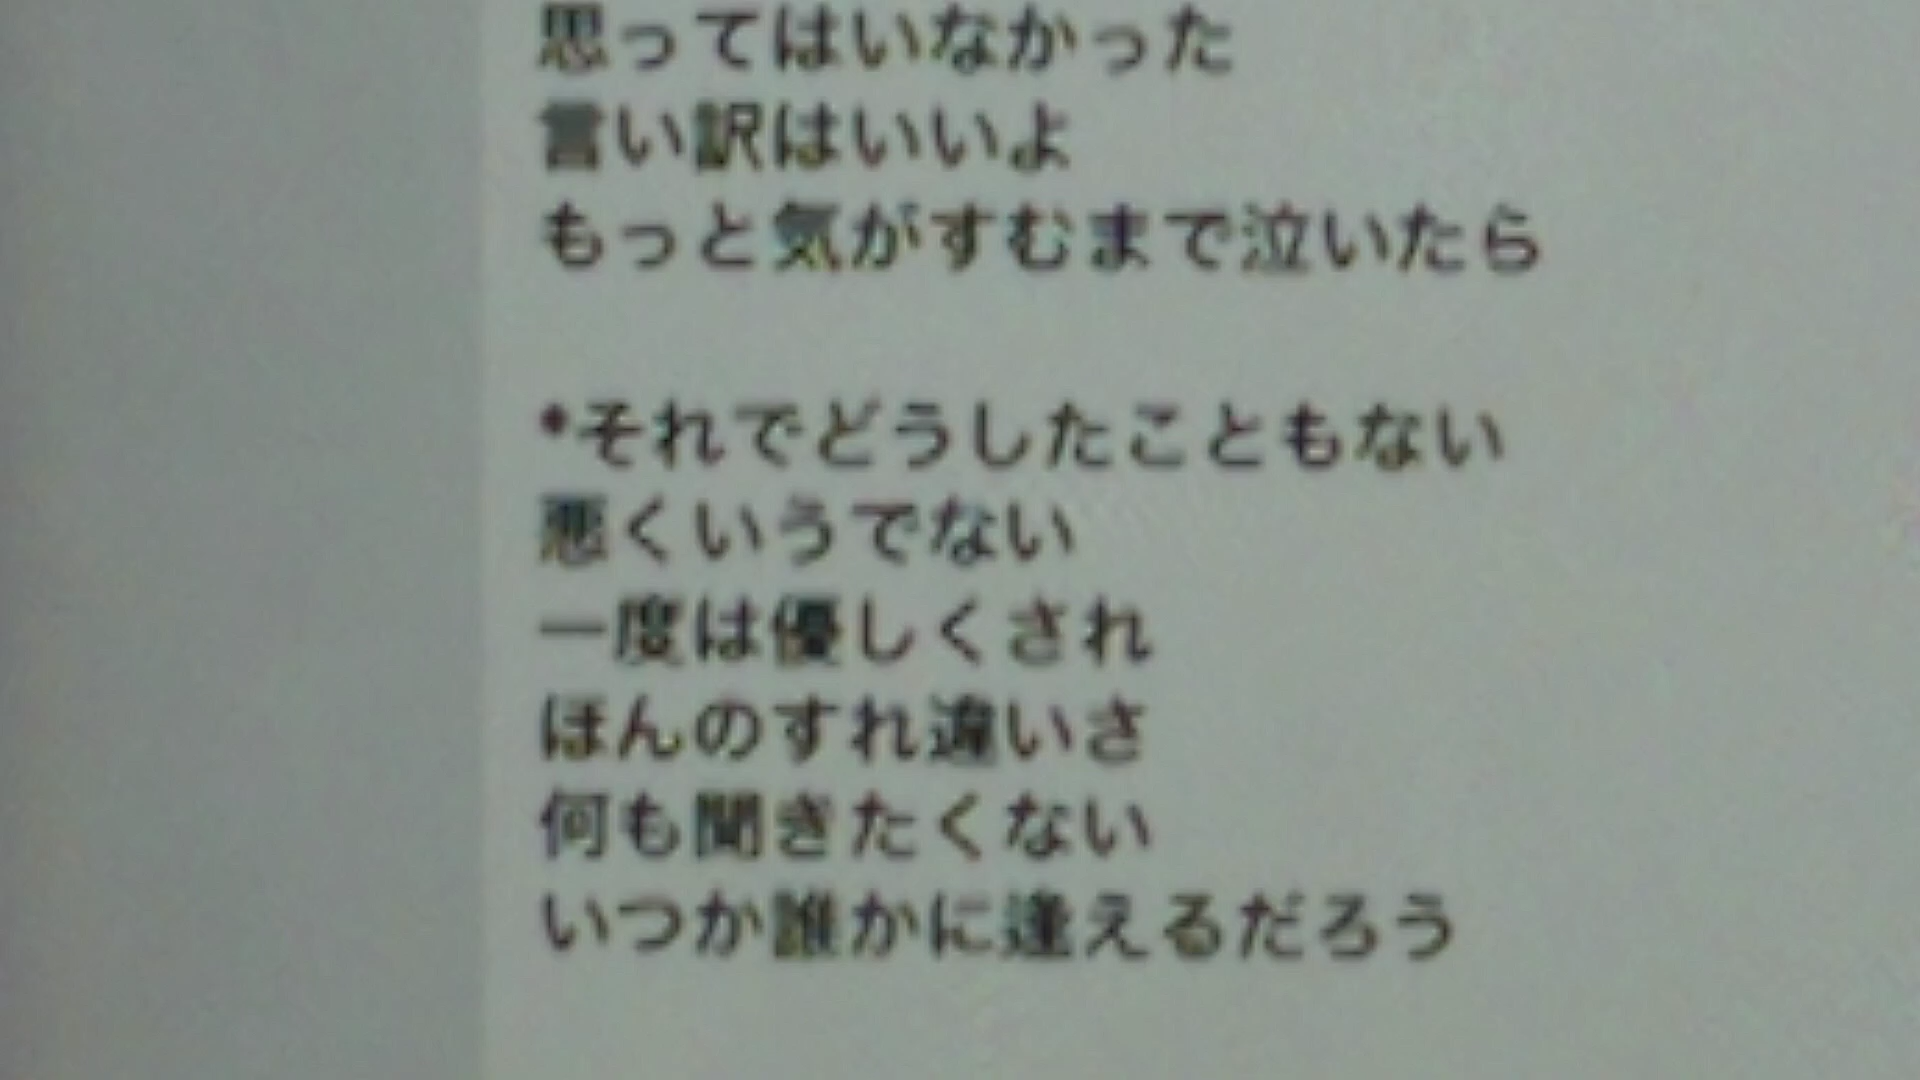 思ってはいなかった
言い訳はいいよ
もっと気がすむまで泣いたら
*それでどうしたこともない
悪くいうでない
一度は優しくされ
ほんのすれ違いさ
何も聞きたくない
いつか誰かに逢えるだろう